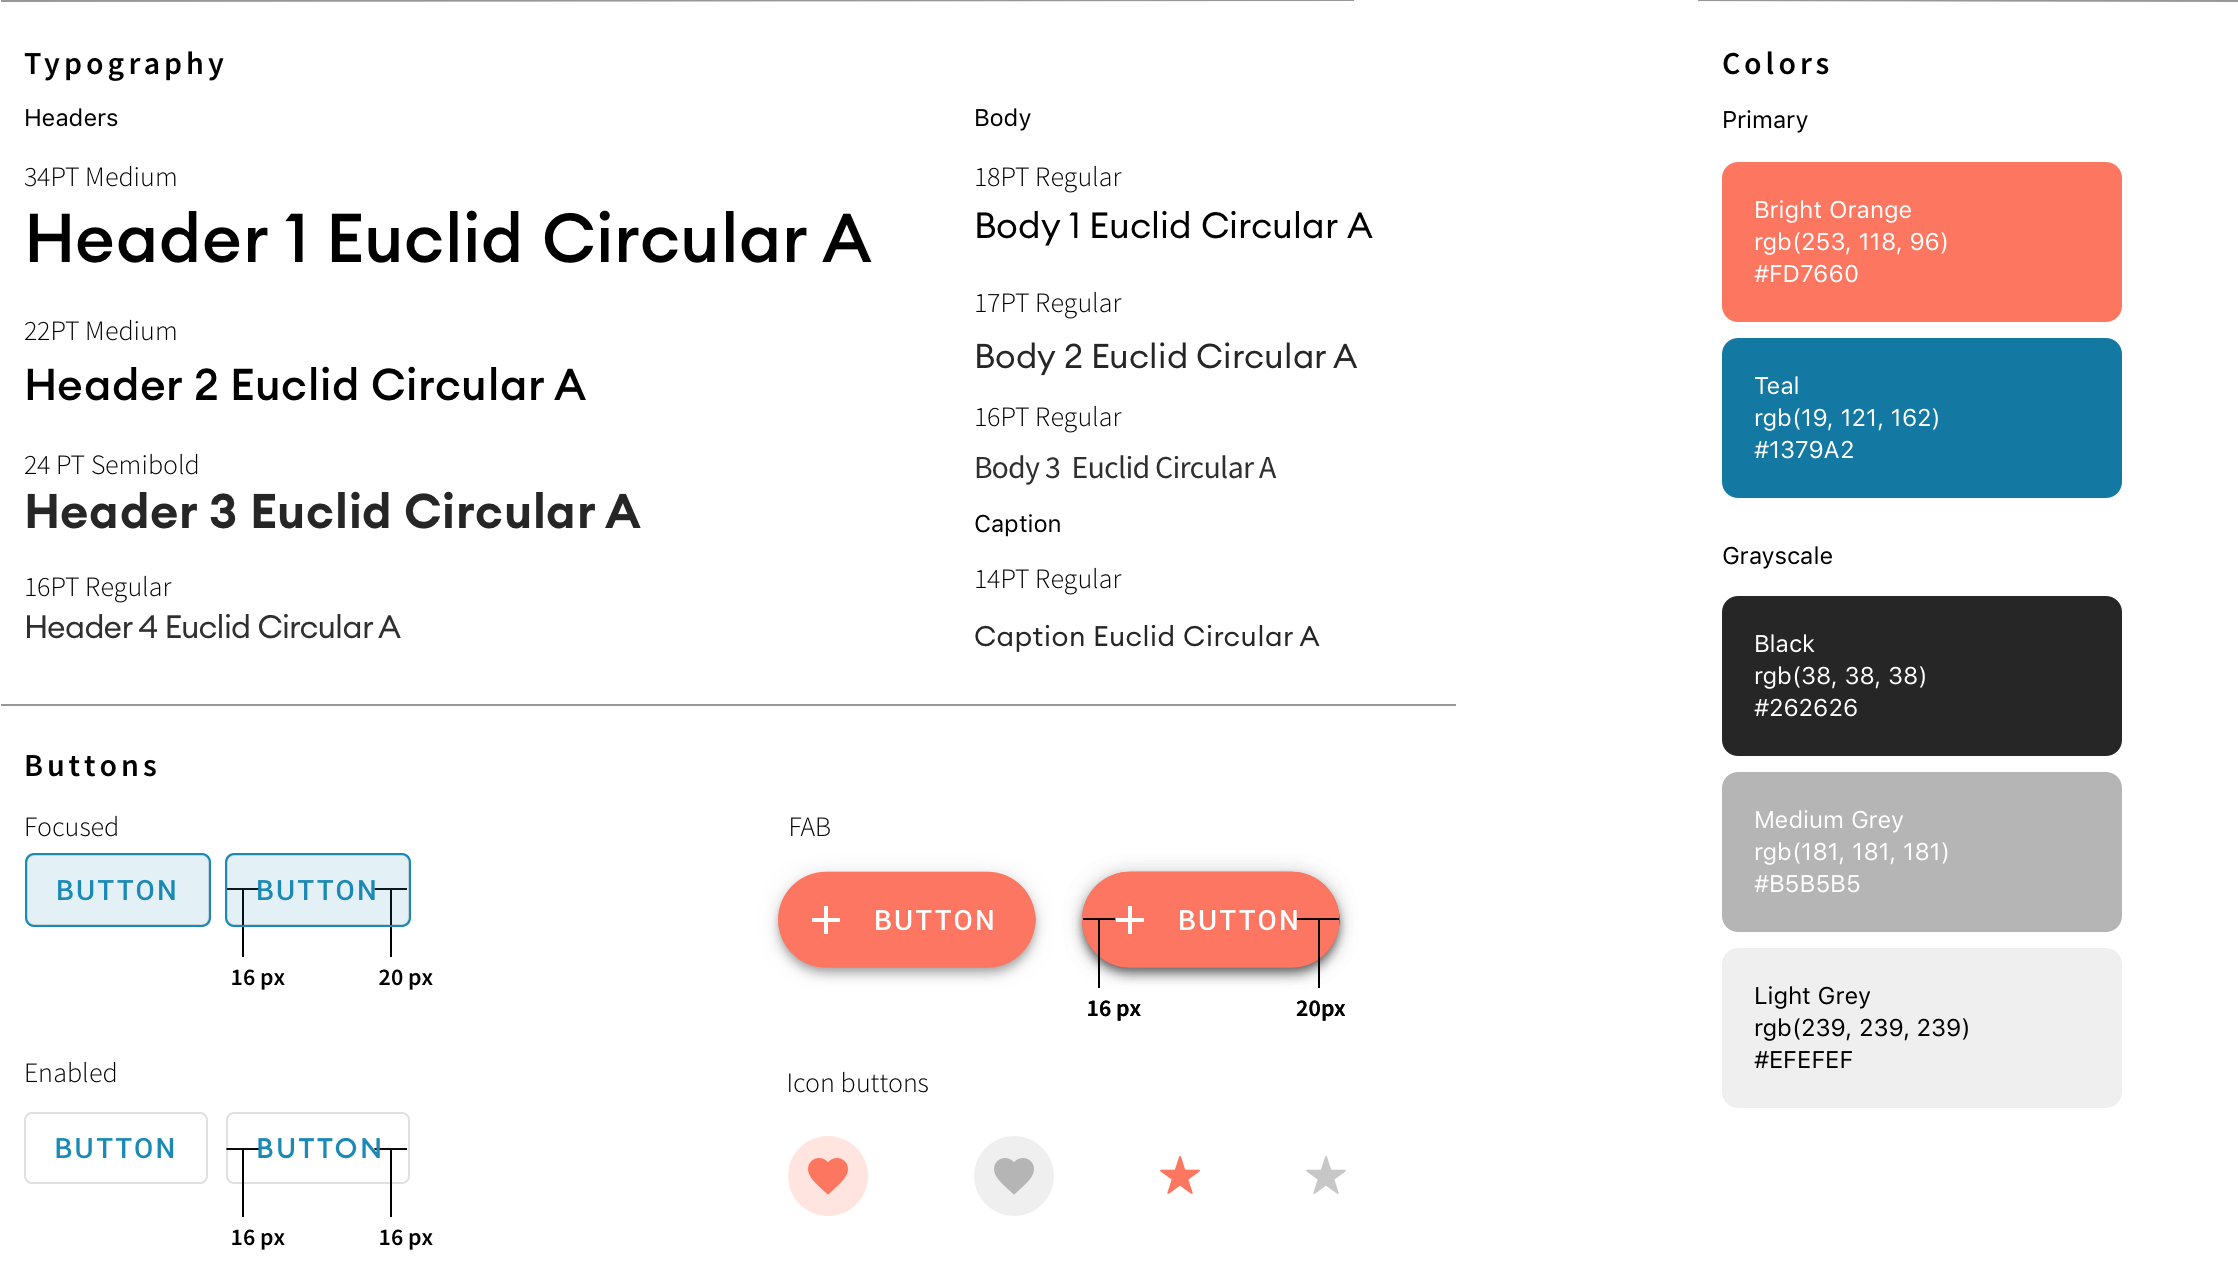 Typography
Headers
34PT Medium
Header 1 Euclid Circular A
22PT Medium
Header 2 Euclid Circular A
24 PT Semibold
Header 3 Euclid Circular A
16PT Regular
Header 4 Euclid Circular A
Body
18PT Regular
Body 1 Euclid Circular A
17PT Regular
Body 2 Euclid Circular A
16PT Regular
Body 3 Euclid Circular A
Caption
14PT Regular
Caption Euclid Circular A
Buttons
Focused
BUTTON
BUTTON
16 px
20 px
Enabled
BUTTON
BUTTON
16 px
16 px
FAB
+ BUTTON
+ BUTTON
16 px
20px
Icon buttons
Colors
Primary
Bright Orange
rgb(253, 118, 96)
#FD7660
Teal
rgb(19, 121, 162)
#1379A2
Grayscale
Black
rgb(38, 38, 38)
#262626
Medium Grey
rgb(181, 181, 181)
#B5B5B5
Light Grey
rgb(239, 239, 239)
#EFEFEF